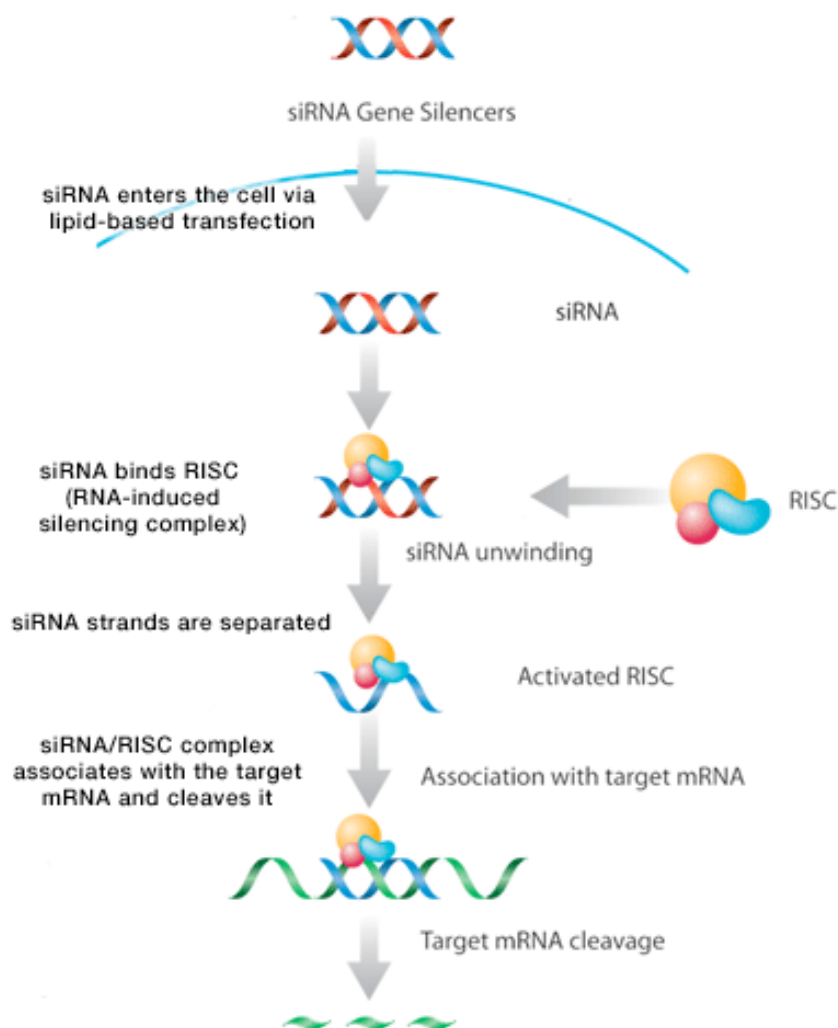 siRNA Gene Silencers
siRNA enters the cell via
lipid-based transfection
siRNA
siRNA binds RISC
(RNA-induced
silencing complex)
RISC
siRNA unwinding
siRNA strands are separated
Activated RISC
siRNA/RISC complex
associates with the target
mRNA and cleaves it
Association with target mRNA
Target mRNA cleavage